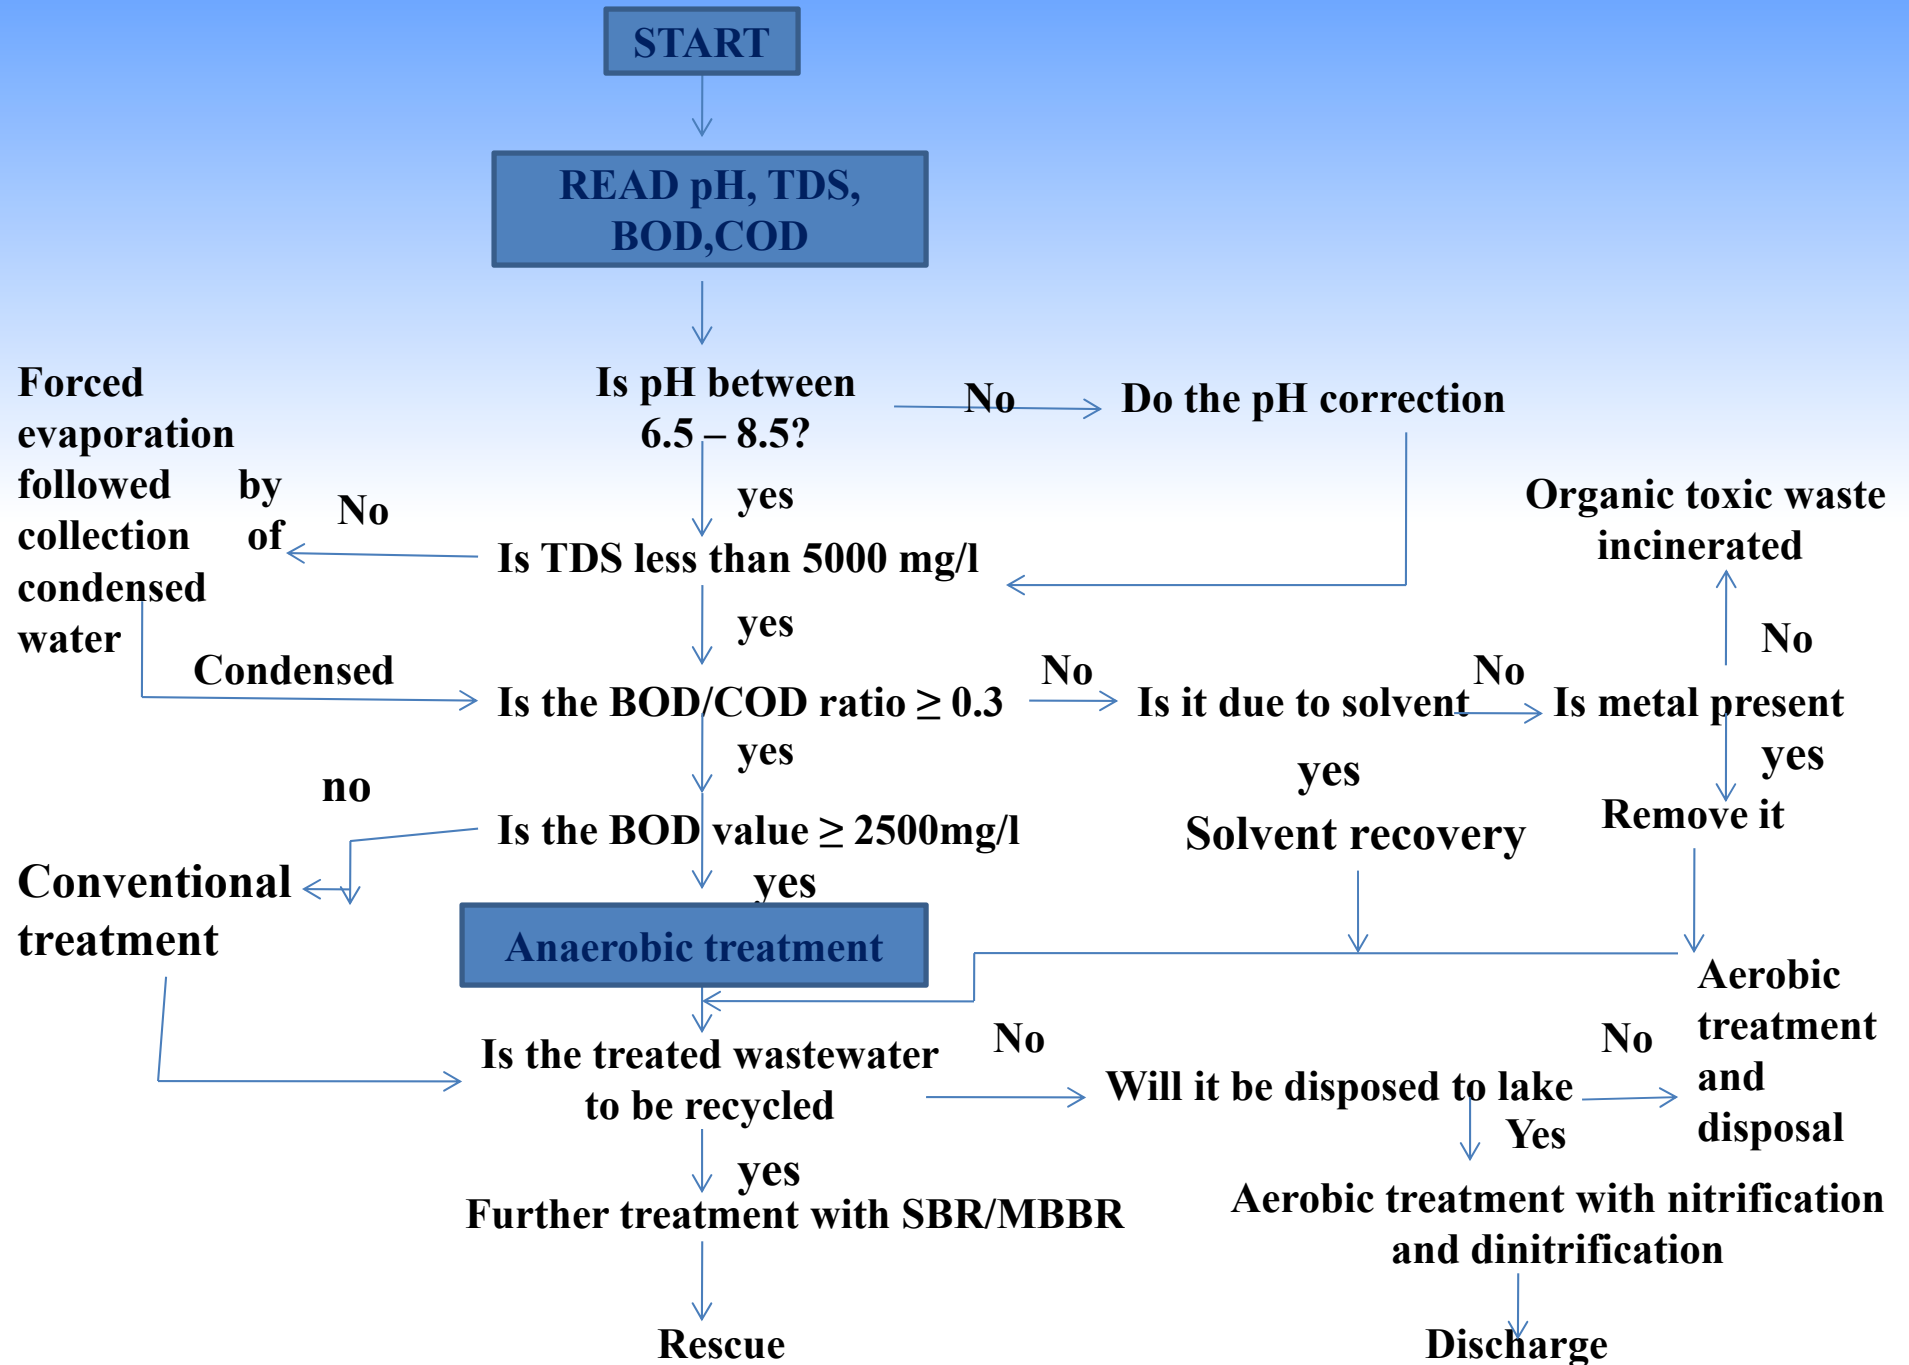 START
READ pH, TDS,
BOD,COD
Is pH between
6.5 – 8.5?
No
Do the pH correction
Forced
evaporation
followed by
collection of
condensed
water
No
yes
Is TDS less than 5000 mg/l
Organic toxic waste
incinerated
yes
No
Condensed
Is the BOD/COD ratio ≥ 0.3
No
Is it due to solvent
No
Is metal present
yes
yes
yes
no
Is the BOD value ≥ 2500mg/l
Solvent recovery
Remove it
yes
Conventional
treatment
Anaerobic treatment
Is the treated wastewater
to be recycled
No
Will it be disposed to lake
No
Aerobic
treatment
and
disposal
Yes
yes
Further treatment with SBR/MBBR
Aerobic treatment with nitrification
and dinitrification
Rescue
Discharge